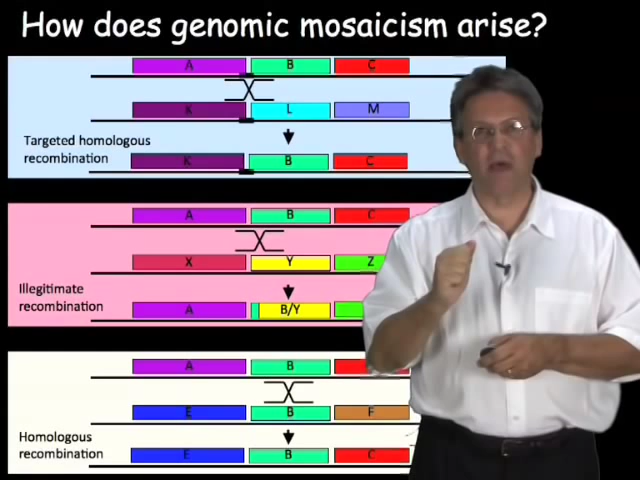 How does genomic mosaicism arise?
A B C
K L M
Targeted homologous
recombination
K B C
A B C
X Y Z
Illegitimate
recombination
A B/Y
A B
E B F
Homologous
recombination
E B C